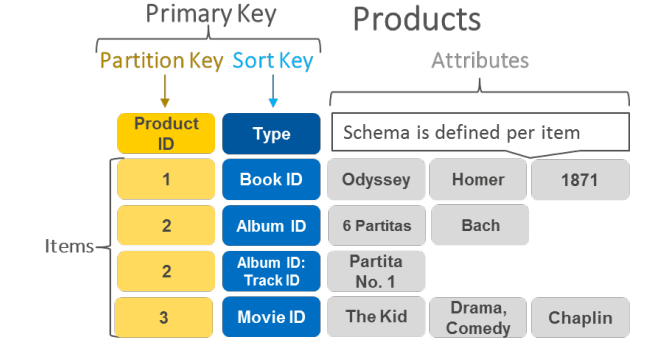 Primary Key
Products
Partition Key Sort Key
Attributes
Product
ID
Type
Schema is defined per item
1
Book ID
Odyssey
Homer
1871
2
Album ID
6 Partitas
Bach
Items
2
Album ID:
Track ID
Partita
No. 1
3
Movie ID
The Kid
Drama,
Comedy
Chaplin